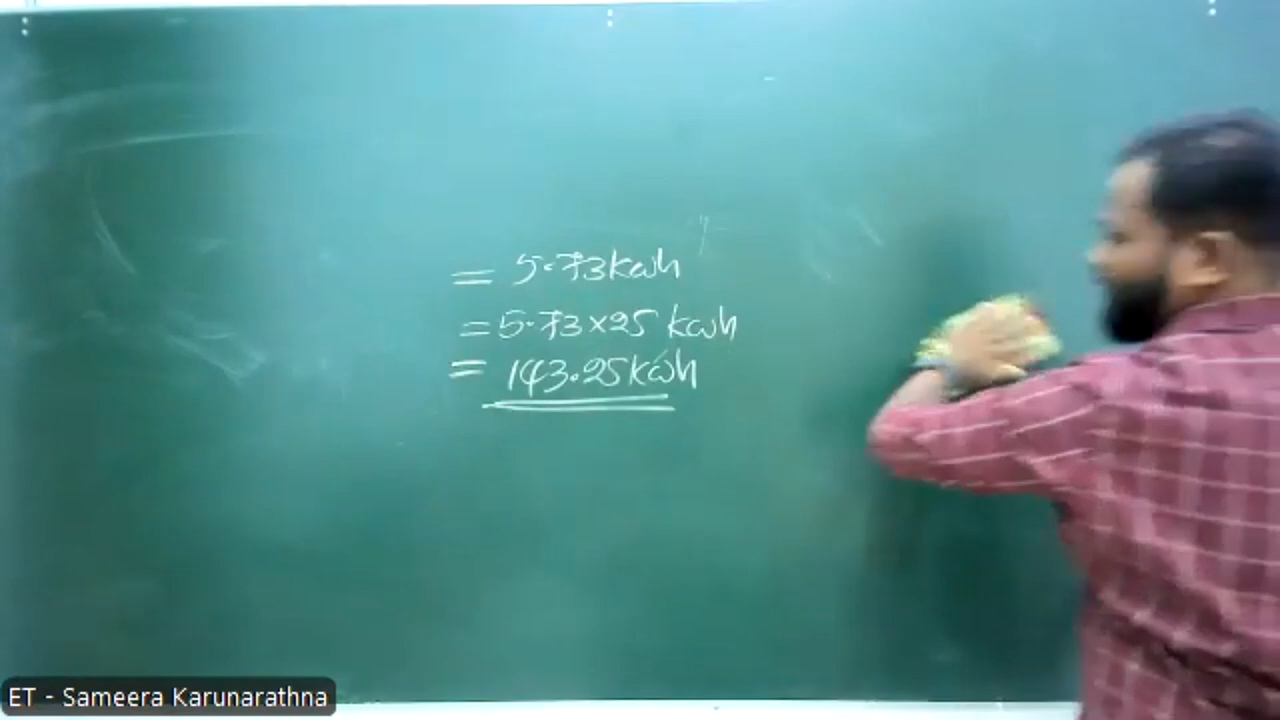 = 5.73kwh
= 5.73×25 kwh
= 143.25kwh
ET - Sameera Karunarathna